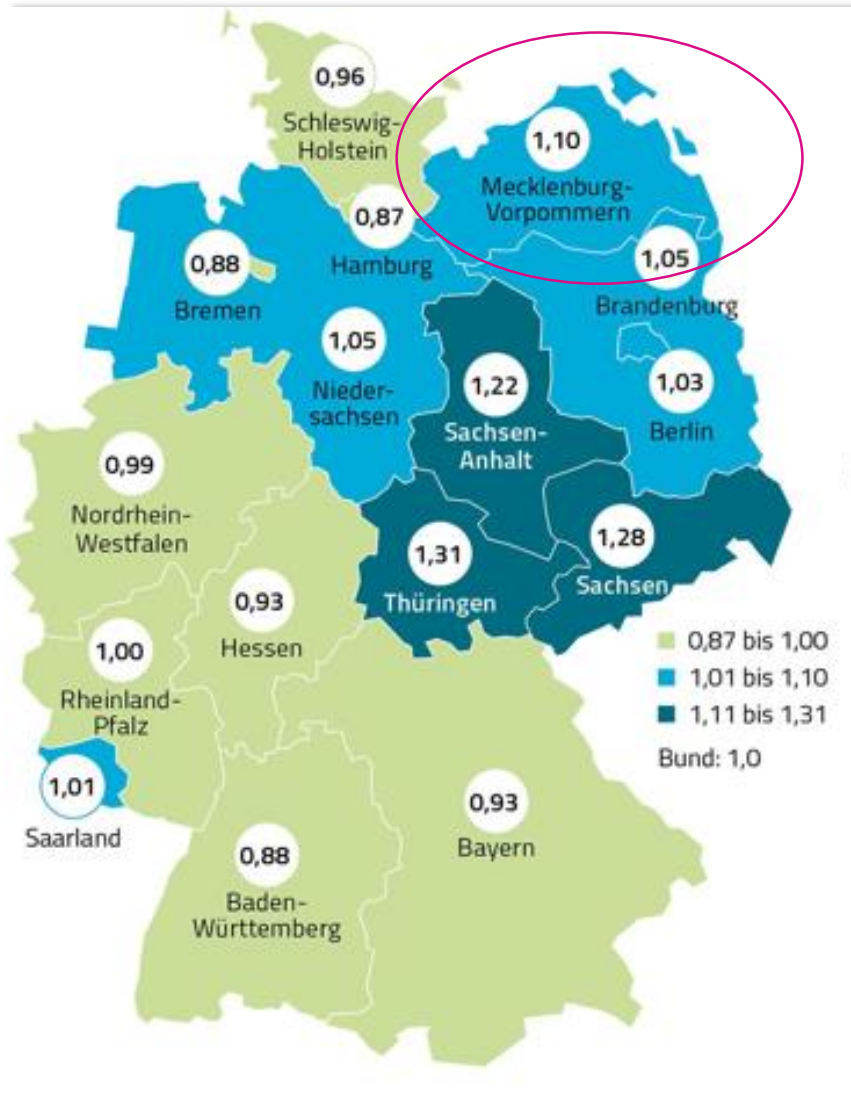 0,96
Schleswig-
Holstein
1,10
Mecklenburg-
Vorpommern
0,87
Hamburg
0,88
Bremen
1,05
Brandenburg
1,05
Nieder-
sachsen
1,22
Sachsen-
Anhalt
1,03
Berlin
0,99
Nordrhein-
Westfalen
1,31
Thüringen
1,28
Sachsen
0,93
Hessen
1,00
Rheinland-
Pfalz
0,87 bis 1,00
1,01 bis 1,10
1,11 bis 1,31
Bund: 1,0
1,01
Saarland
0,93
Bayern
0,88
Baden-
Württemberg